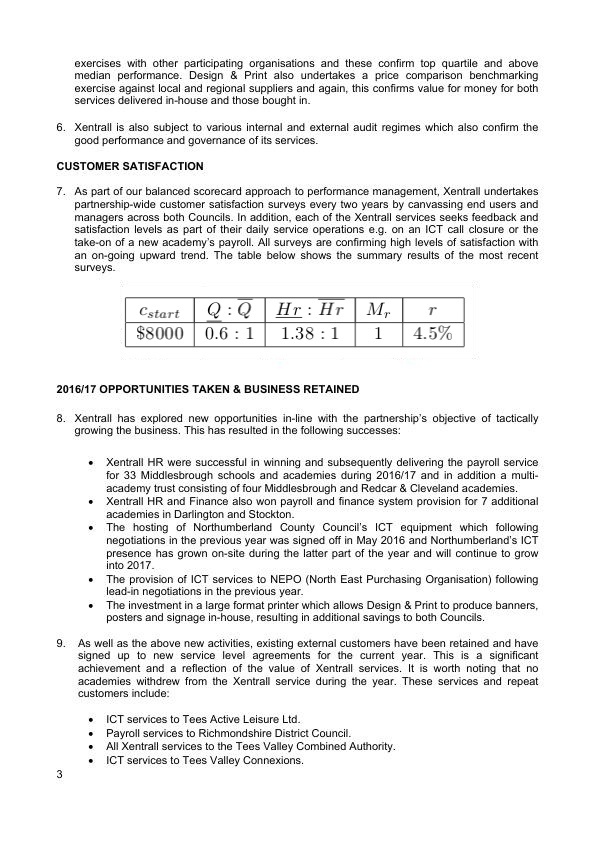 exercises with other participating organisations and these confirm top quartile and above
median performance. Design & Print also undertakes a price comparison benchmarking
exercise against local and regional suppliers and again, this confirms value for money for both
services delivered in-house and those bought in.
6. Xentrall is also subject to various internal and external audit regimes which also confirm the
good performance and governance of its services.
CUSTOMER SATISFACTION
7. As part of our balanced scorecard approach to performance management, Xentrall undertakes
partnership-wide customer satisfaction surveys every two years by canvassing end users and
managers across both Councils. In addition, each of the Xentrall services seeks feedback and
satisfaction levels as part of their daily service operations e.g. on an ICT call closure or the
take-on of a new academy's payroll. All surveys are confirming high levels of satisfaction with
an on-going upward trend. The table below shows the summary results of the most recent
surveys.
c_start Q̲ : Q̅ H̲r̲ : H̅r̅ M_r r
$8000 0.6 : 1 1.38 : 1 1 4.5%
2016/17 OPPORTUNITIES TAKEN & BUSINESS RETAINED
8. Xentrall has explored new opportunities in-line with the partnership's objective of tactically
growing the business. This has resulted in the following successes:
• Xentrall HR were successful in winning and subsequently delivering the payroll service
for 33 Middlesbrough schools and academies during 2016/17 and in addition a multi-
academy trust consisting of four Middlesbrough and Redcar & Cleveland academies.
• Xentrall HR and Finance also won payroll and finance system provision for 7 additional
academies in Darlington and Stockton.
• The hosting of Northumberland County Council's ICT equipment which following
negotiations in the previous year was signed off in May 2016 and Northumberland's ICT
presence has grown on-site during the latter part of the year and will continue to grow
into 2017.
• The provision of ICT services to NEPO (North East Purchasing Organisation) following
lead-in negotiations in the previous year.
• The investment in a large format printer which allows Design & Print to produce banners,
posters and signage in-house, resulting in additional savings to both Councils.
9. As well as the above new activities, existing external customers have been retained and have
signed up to new service level agreements for the current year. This is a significant
achievement and a reflection of the value of Xentrall services. It is worth noting that no
academies withdrew from the Xentrall service during the year. These services and repeat
customers include:
• ICT services to Tees Active Leisure Ltd.
• Payroll services to Richmondshire District Council.
• All Xentrall services to the Tees Valley Combined Authority.
• ICT services to Tees Valley Connexions.
3